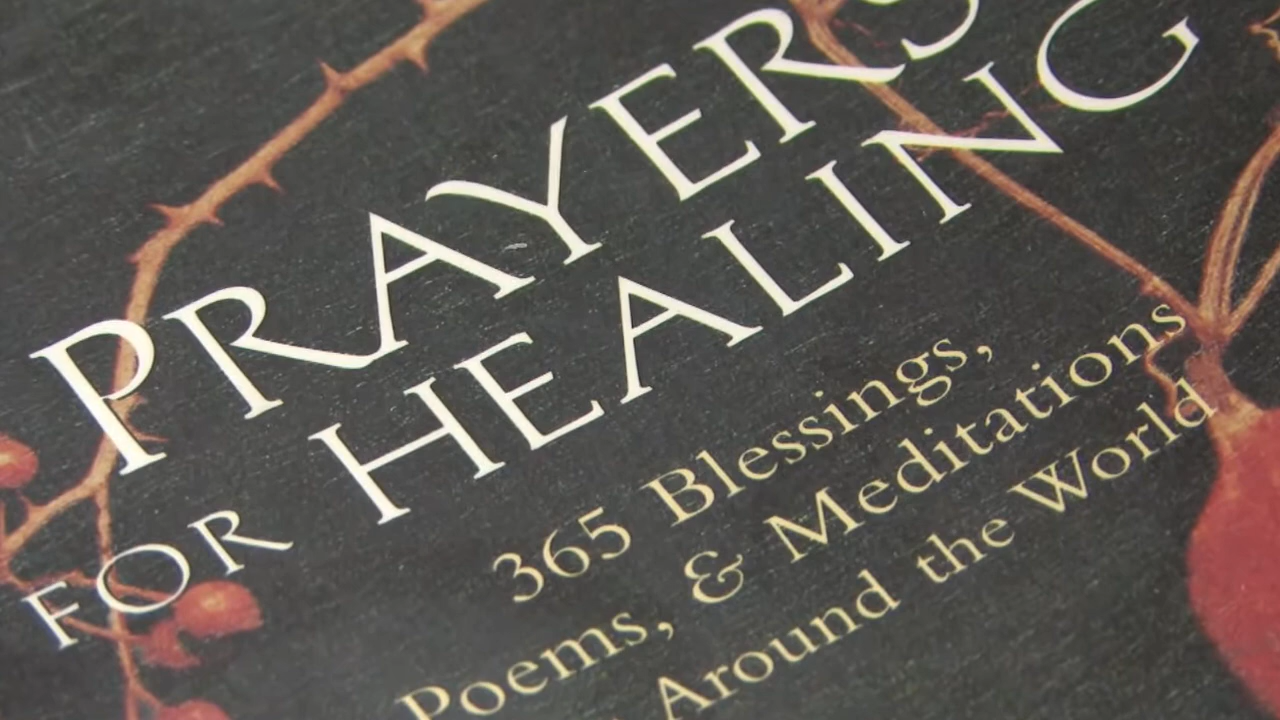 PRAYERS
FOR HEALING
365 Blessings,
Poems, & Meditations
Around the World